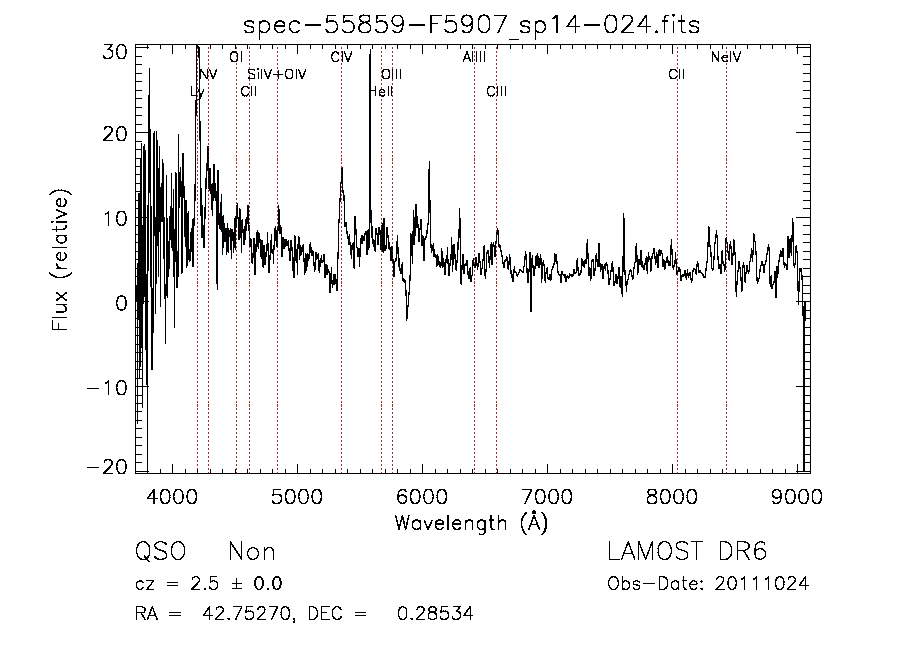 spec-55859-F5907_sp14-024.fits
OI CIV AlIII NeIV
NV SiIV+OIV OIII CII
Ly CII HeII CIII
30
20
10
0
-10
-20
Flux (relative)
4000 5000 6000 7000 8000 9000
Wavelength (Å)
QSO Non LAMOST DR6
cz = 2.5 ± 0.0 Obs-Date: 20111024
RA = 42.75270, DEC = 0.28534